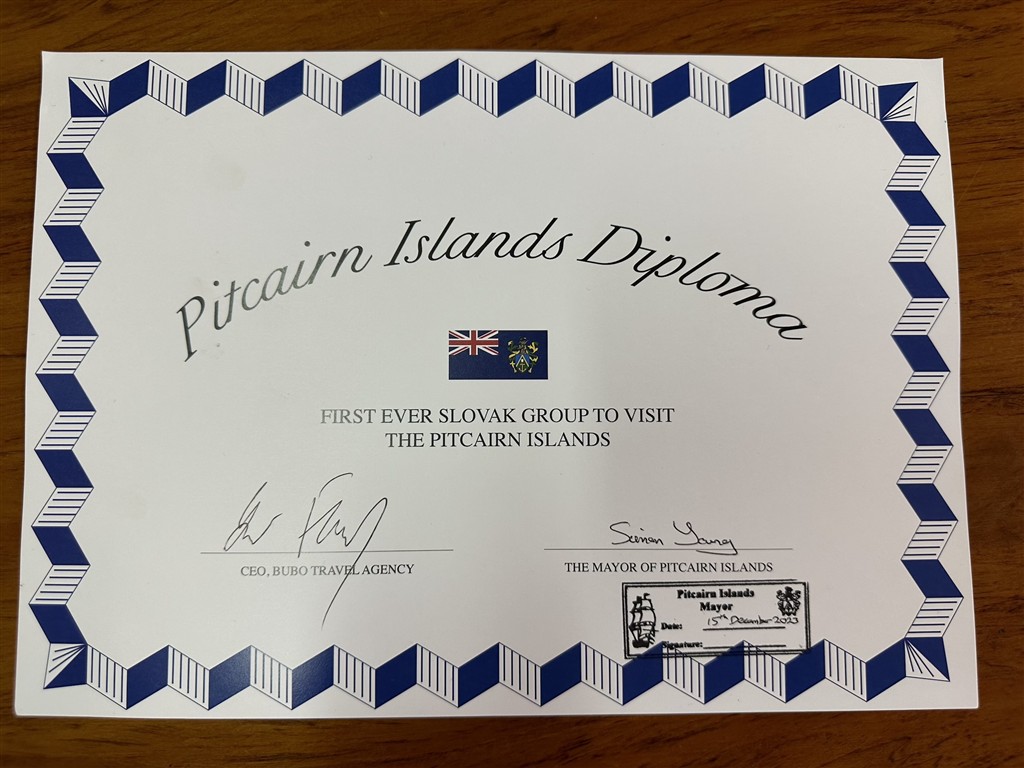 Pitcairn Islands Diploma
FIRST EVER SLOVAK GROUP TO VISIT
THE PITCAIRN ISLANDS
Simon Young
CEO, BUBO TRAVEL AGENCY
THE MAYOR OF PITCAIRN ISLANDS
Pitcairn Islands
Mayor
Date: 15th December 2023
Signature: